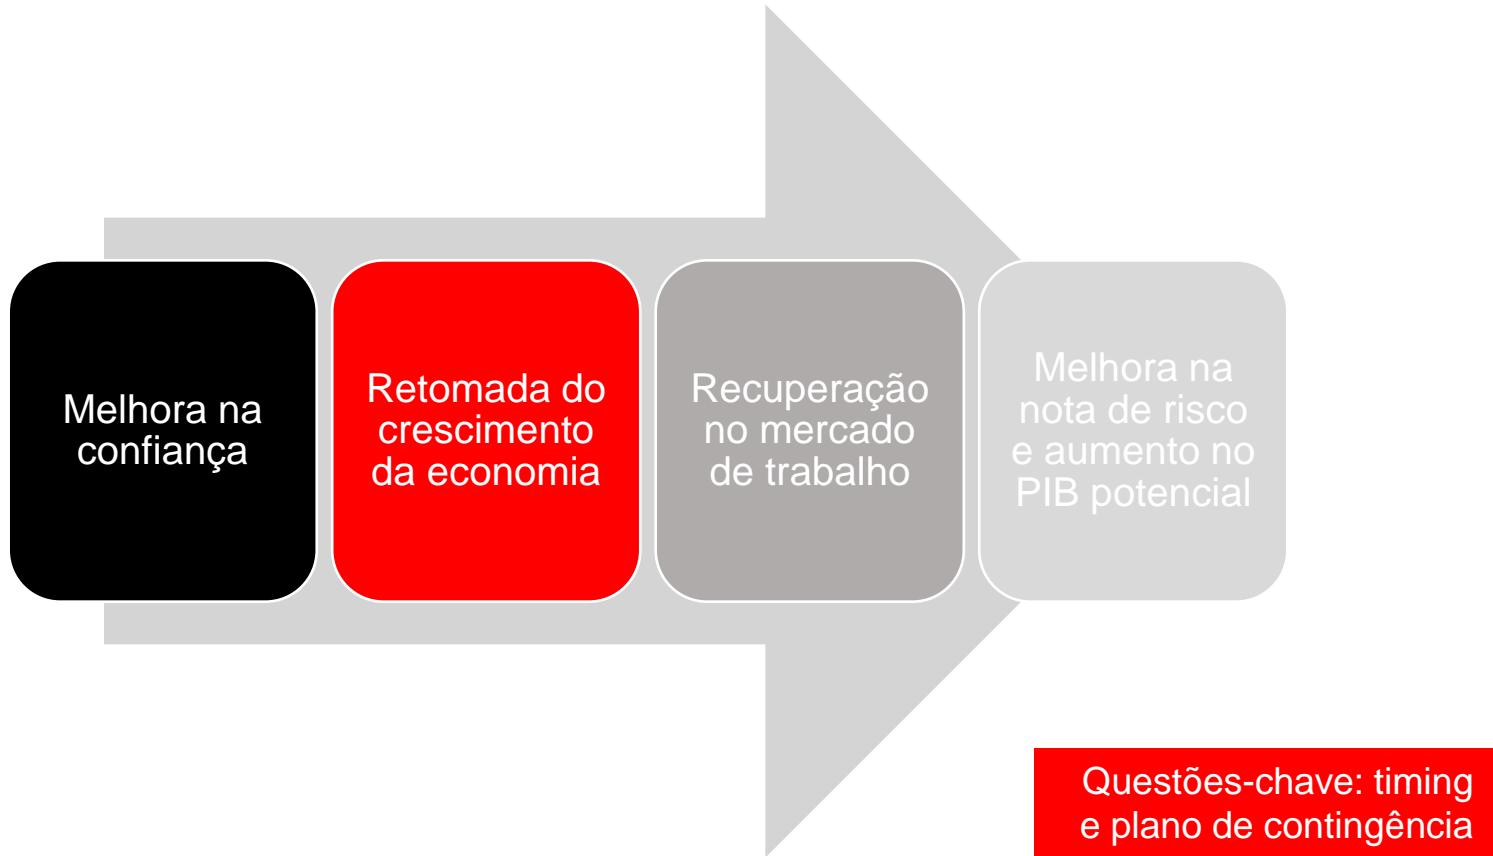 Melhora na
confiança
Retomada do
crescimento
da economia
Recuperação
no mercado
de trabalho
Melhora na
nota de risco
e aumento no
PIB potencial
Questões-chave: timing
e plano de contingência